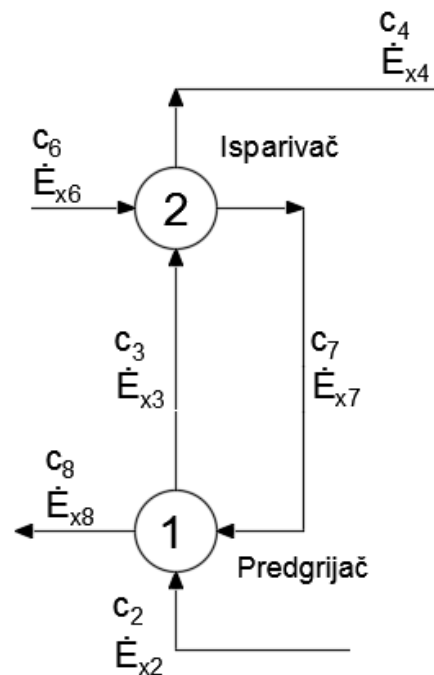 c4
Ėx4
c6
Ėx6
Isparivač
2
c3
Ėx3
c7
Ėx7
c8
Ėx8
1
Predgrijač
c2
Ėx2